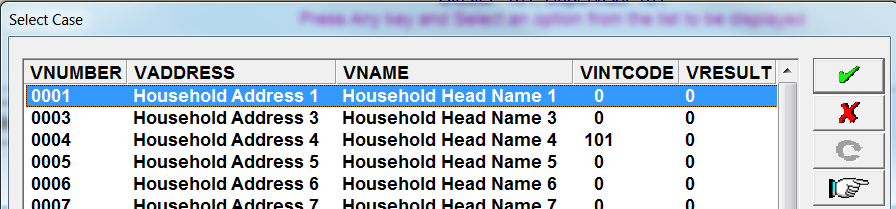 Press Any key and Select an option from the list to be displayed
Select Case
VNUMBER VADDRESS VNAME VINTCODE VRESULT
0001 Household Address 1 Household Head Name 1 0 0
0003 Household Address 3 Household Head Name 3 0 0
0004 Household Address 4 Household Head Name 4 101 0
0005 Household Address 5 Household Head Name 5 0 0
0006 Household Address 6 Household Head Name 6 0 0
0007 Household Address 7 Household Head Name 7 0 0